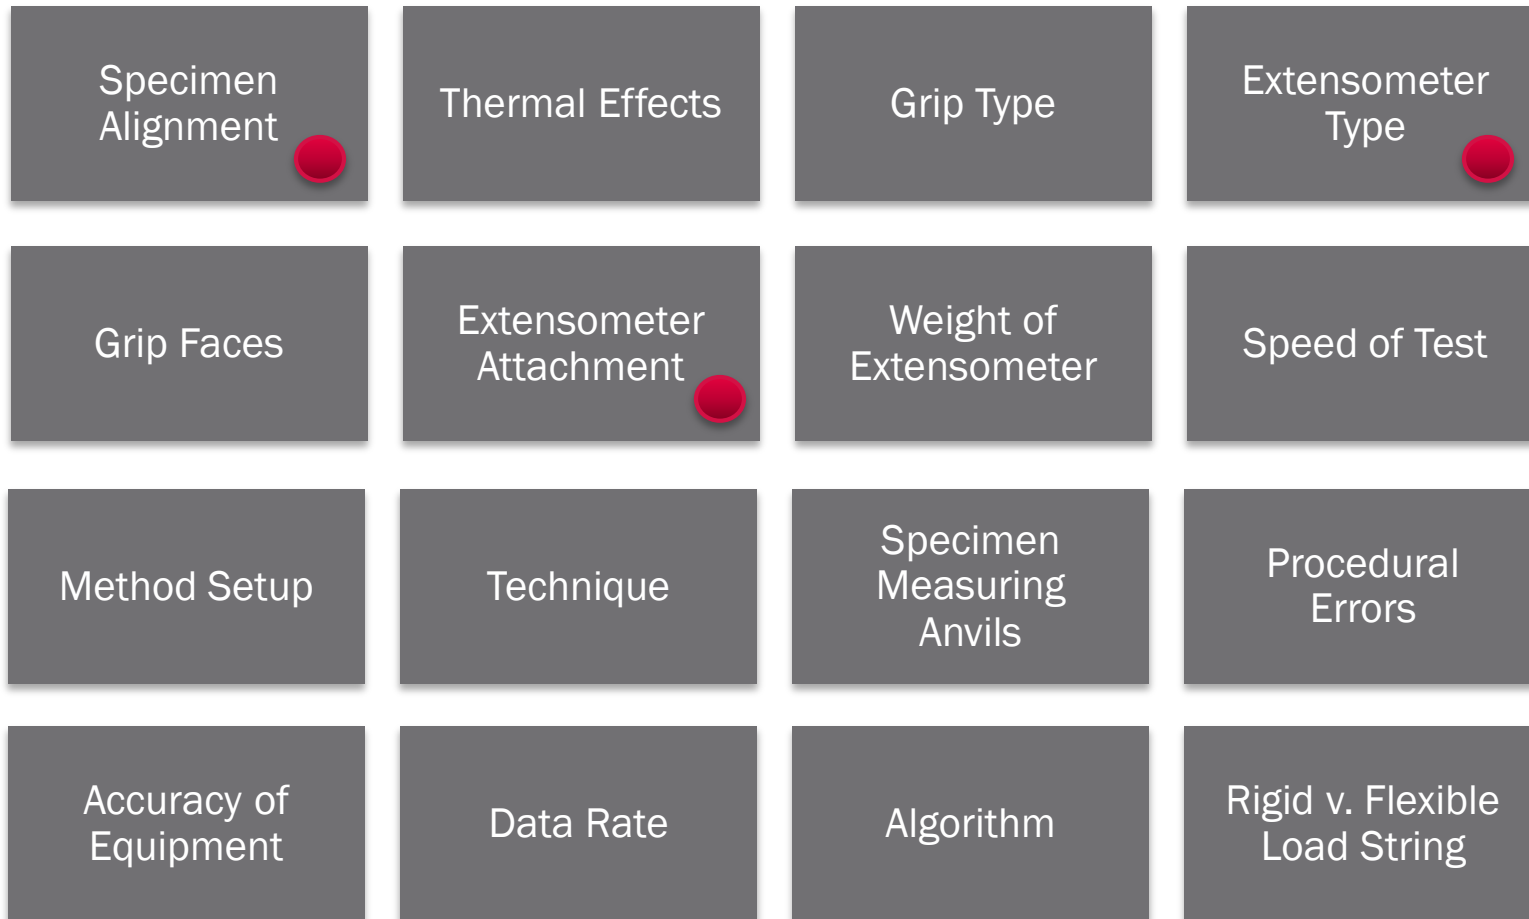 Specimen
Alignment
Thermal Effects
Grip Type
Extensometer
Type
Grip Faces
Extensometer
Attachment
Weight of
Extensometer
Speed of Test
Method Setup
Technique
Specimen
Measuring
Anvils
Procedural
Errors
Accuracy of
Equipment
Data Rate
Algorithm
Rigid v. Flexible
Load String